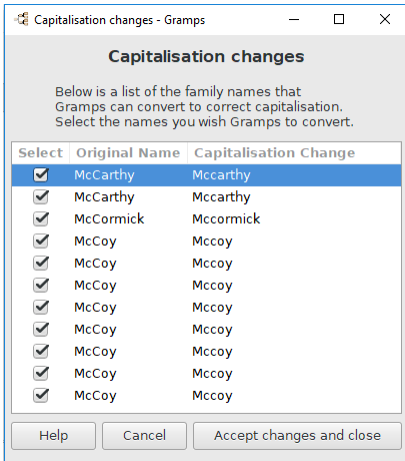 Capitalisation changes - Gramps
Capitalisation changes
Below is a list of the family names that
Gramps can convert to correct capitalisation.
Select the names you wish Gramps to convert.
Select Original Name Capitalisation Change
McCarthy Mccarthy
McCarthy Mccarthy
McCormick Mccormick
McCoy Mccoy
McCoy Mccoy
McCoy Mccoy
McCoy Mccoy
McCoy Mccoy
McCoy Mccoy
McCoy Mccoy
McCoy Mccoy
Help Cancel Accept changes and close